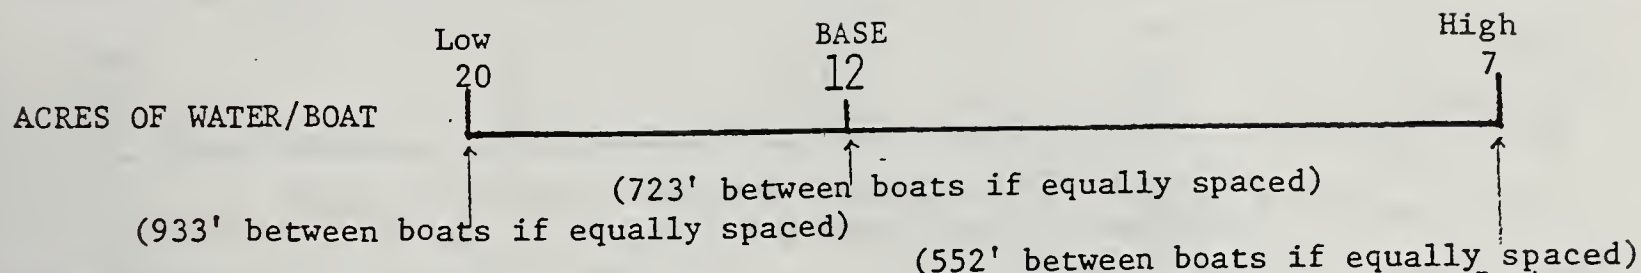 Low BASE High
20 12 7
ACRES OF WATER/BOAT
(723' between boats if equally spaced)
(933' between boats if equally spaced)
(552' between boats if equally spaced)